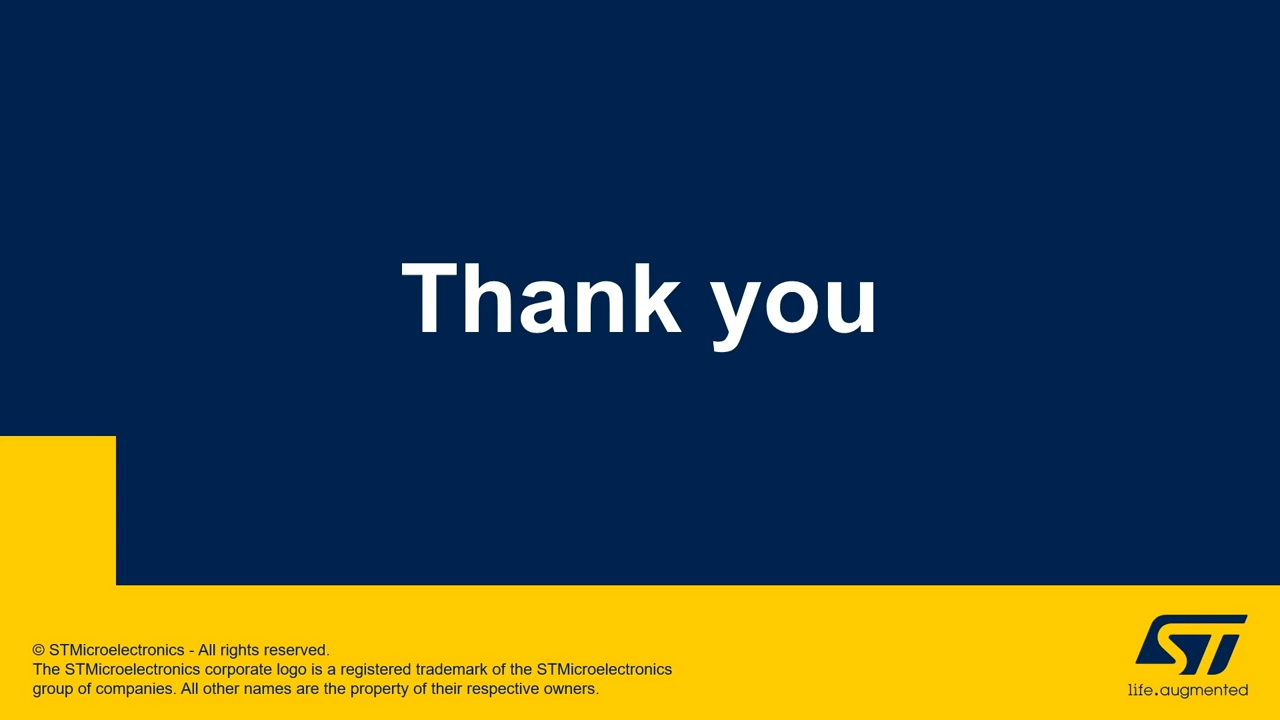 Thank you
© STMicroelectronics - All rights reserved.
The STMicroelectronics corporate logo is a registered trademark of the STMicroelectronics
group of companies. All other names are the property of their respective owners.
ST
life.augmented